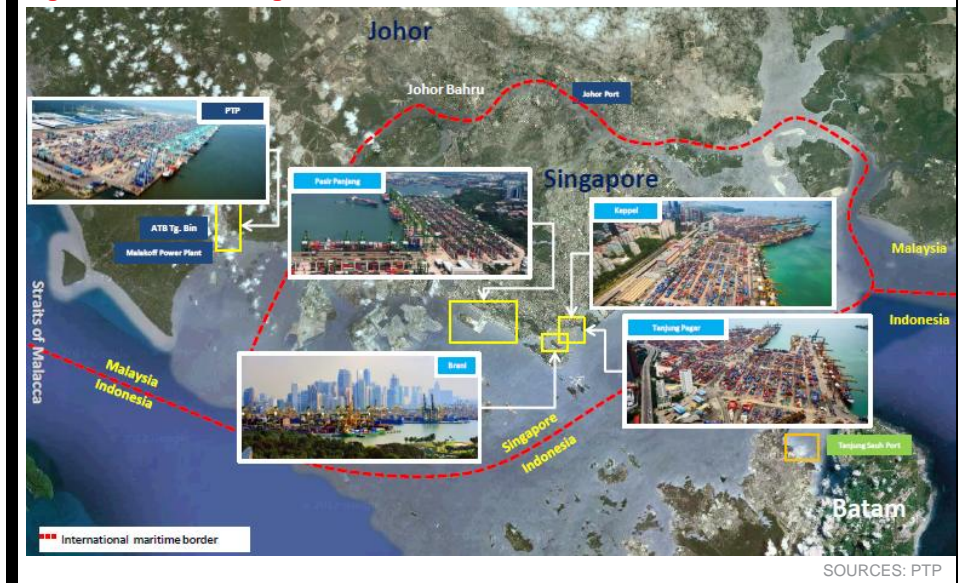 Johor
Johor Bahru
Johor Port
PTP
Pasir Panjang
Singapore
Keppel
ATB Tg. Bin
Malakoff Power Plant
Malaysia
Indonesia
Straits of Malacca
Tanjung Pagar
Malaysia
Indonesia
Brani
Singapore
Indonesia
Tanjung Sauh Port
Batam
International maritime border
SOURCES: PTP